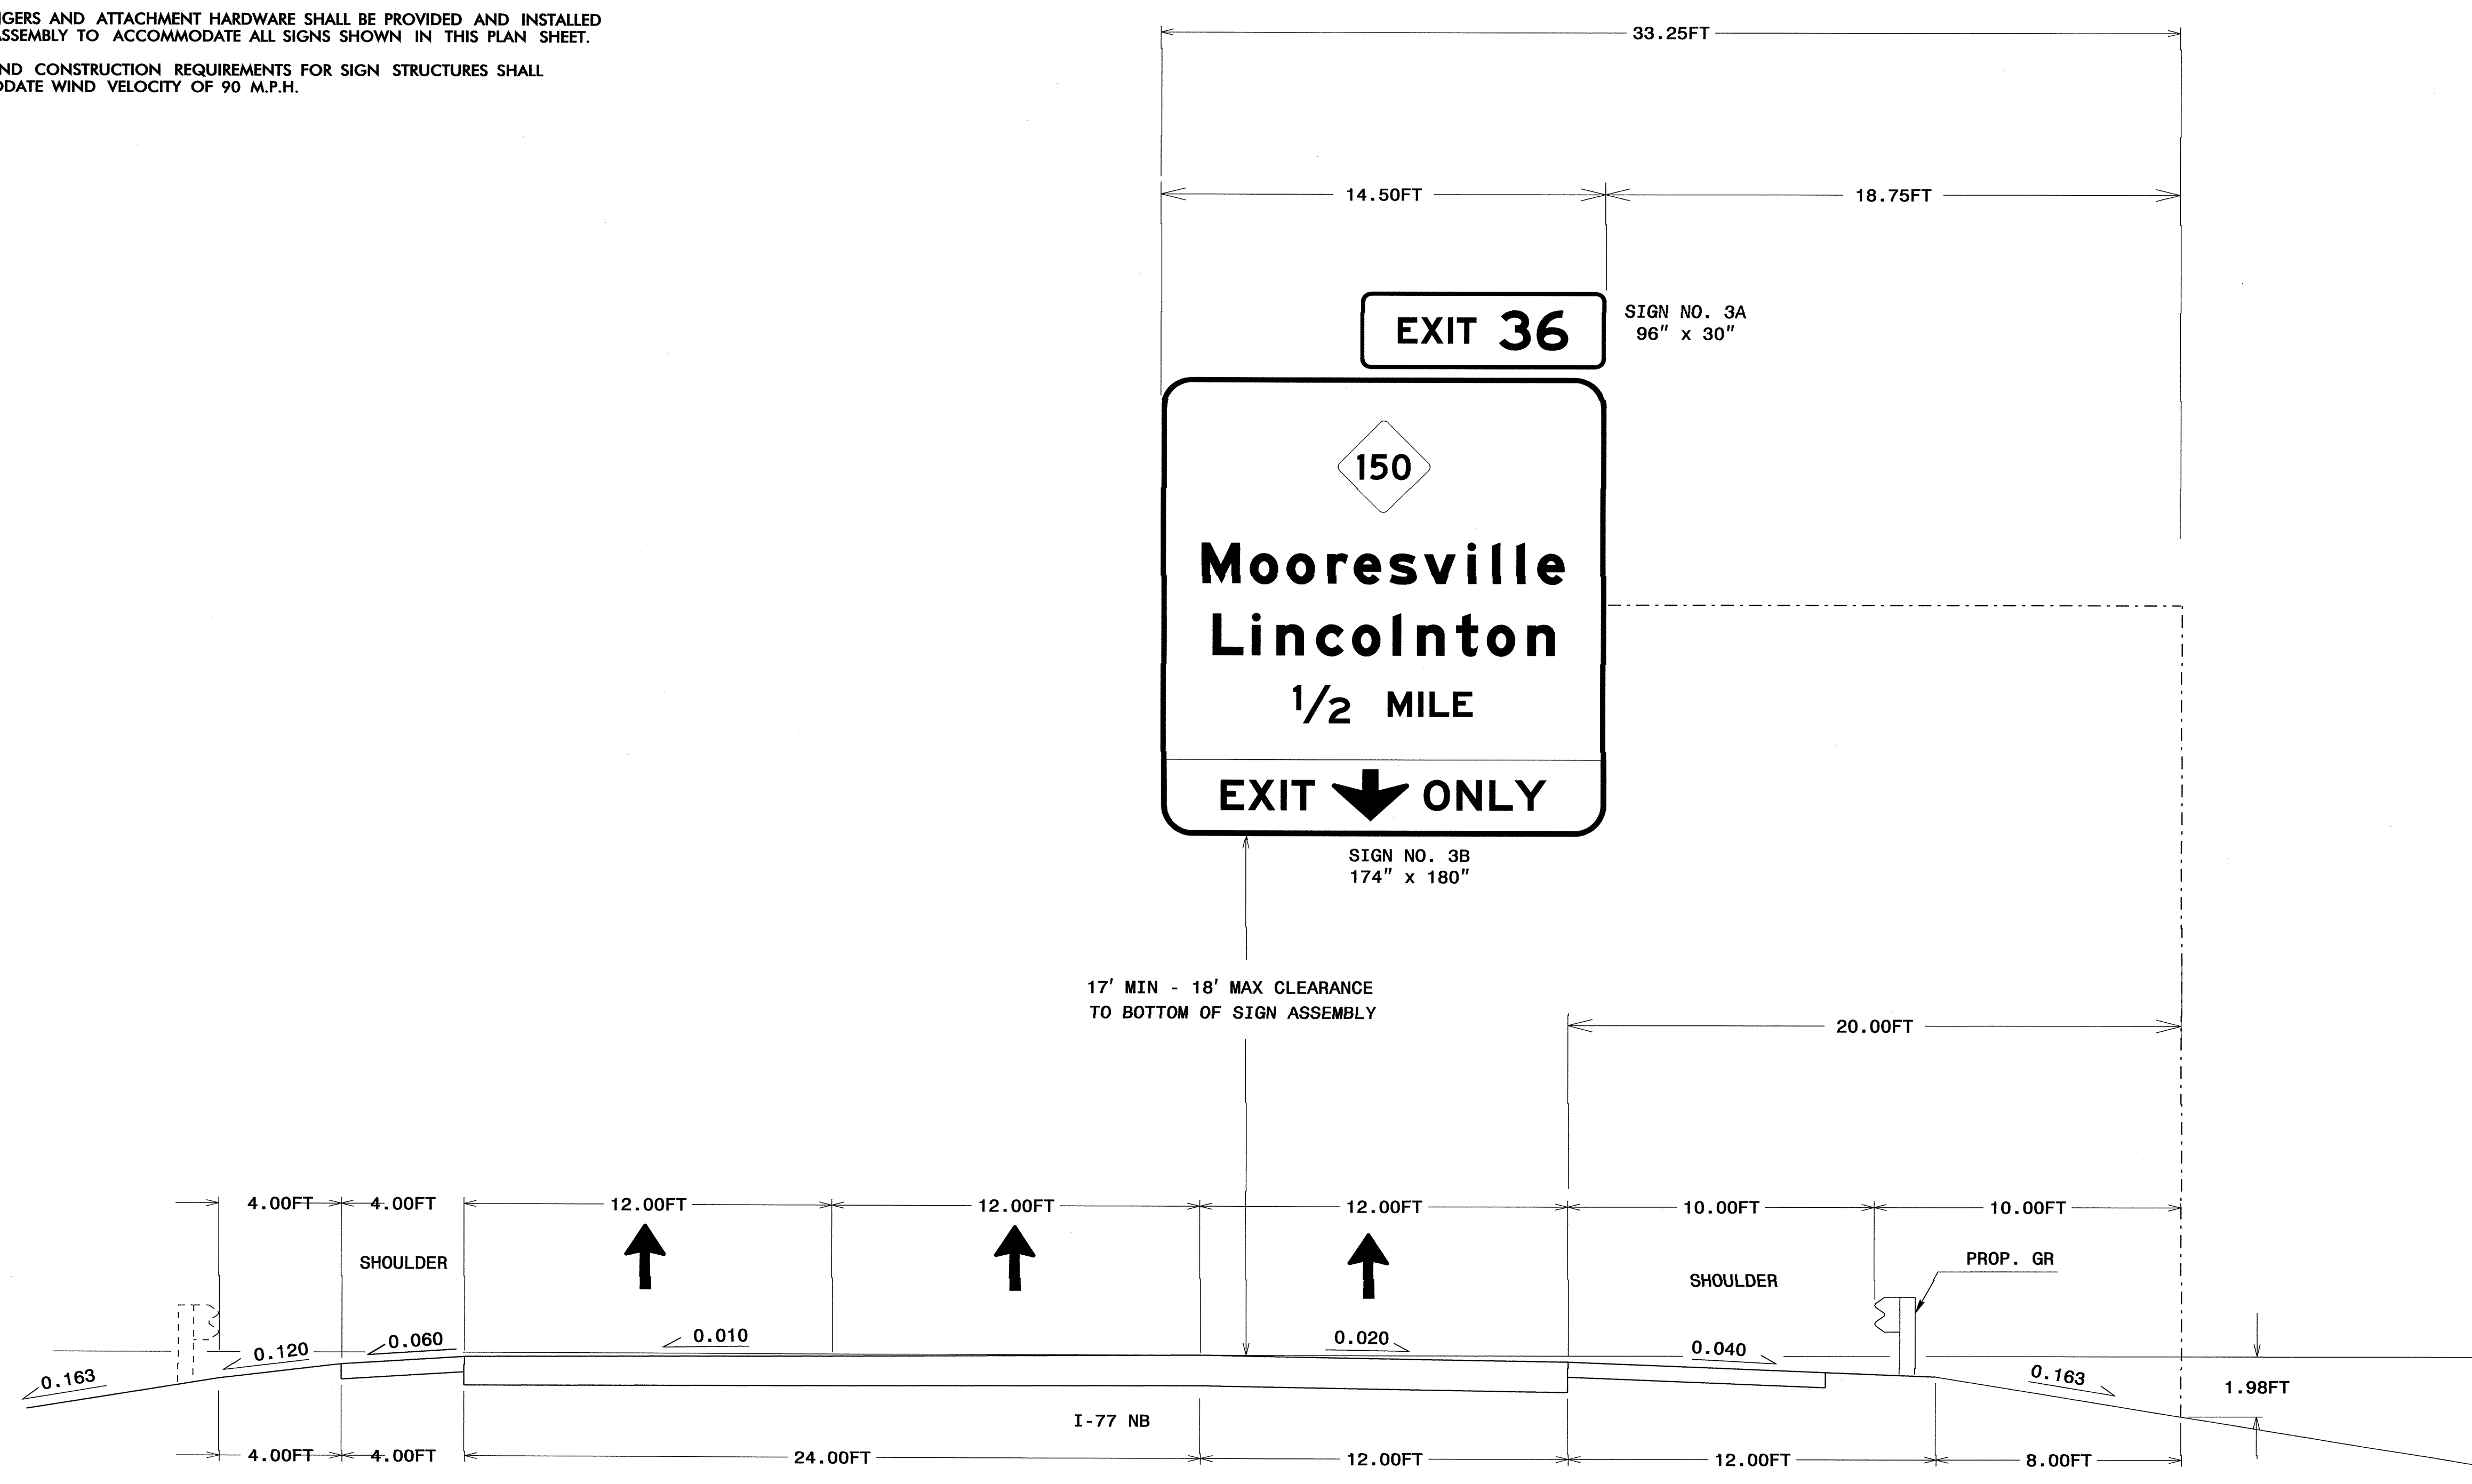 AND ATTACHMENT HARDWARE SHALL BE PROVIDED AND INSTALLED
TO ACCOMMODATE ALL SIGNS SHOWN IN THIS PLAN SHEET.
CONSTRUCTION REQUIREMENTS FOR SIGN STRUCTURES SHALL
WIND VELOCITY OF 90 M.P.H.
33.25FT
14.50FT
18.75FT
EXIT 36
SIGN NO. 3A
96" x 30"
150
Mooresville
Lincolnton
1/2 MILE
EXIT ONLY
SIGN NO. 3B
174" x 180"
17' MIN - 18' MAX CLEARANCE
TO BOTTOM OF SIGN ASSEMBLY
20.00FT
4.00FT
4.00FT
12.00FT
12.00FT
12.00FT
10.00FT
10.00FT
SHOULDER
SHOULDER
PROP. GR
0.163
0.120
0.060
0.010
0.020
0.040
0.163
1.98FT
I-77 NB
4.00FT
4.00FT
24.00FT
12.00FT
12.00FT
8.00FT